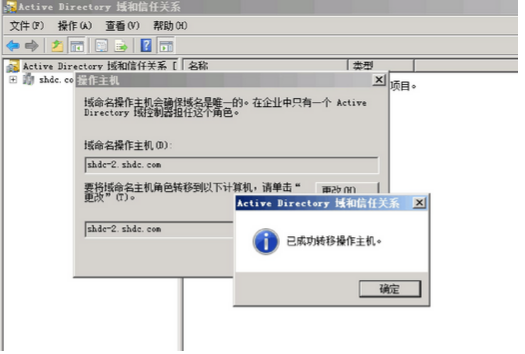 Active Directory 域和信任关系
文件(F) 操作(A) 查看(V) 帮助(H)
Active Directory 域和信任关系 [
名称
类型
shdc.co
项目。
操作主机
域命名操作主机会确保域名是唯一的。在企业中只有一个 Active
Directory 域控制器担任这个角色。
域命名操作主机(D):
shdc-2.shdc.com
要将域命名主机角色转移到以下计算机，请单击“
更改”(T)。
更改(H)
shdc-2.shdc.com
Active Directory 域和信任关系
已成功转移操作主机。
确定